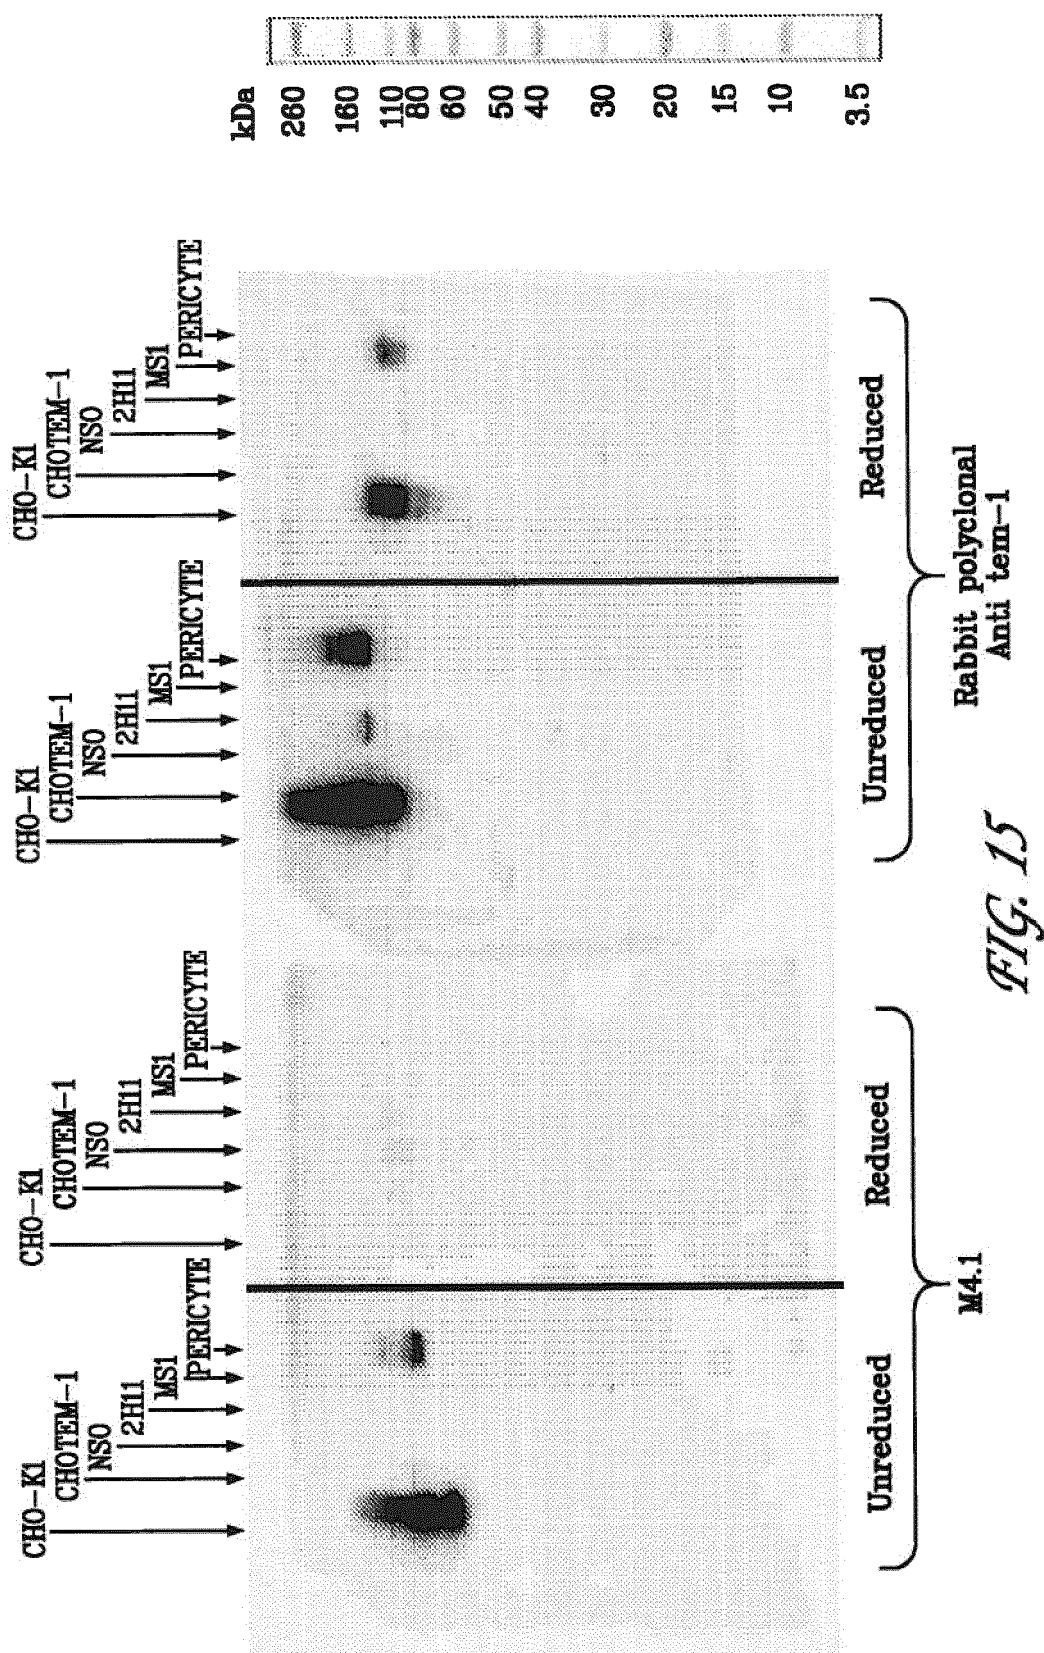 CHO-K1
CHOTEM-1
NSO
2H11
MS1
PERICYTE
CHO-K1
CHOTEM-1
NSO
2H11
MS1
PERICYTE
CHO-K1
CHOTEM-1
NSO
2H11
MS1
PERICYTE
CHO-K1
CHOTEM-1
NSO
2H11
MS1
PERICYTE
kDa
260
160
110
80
60
50
40
30
20
15
10
3.5
Unreduced
Reduced
Unreduced
Reduced
M4.1
Rabbit polyclonal
Anti tem-1
FIG. 15